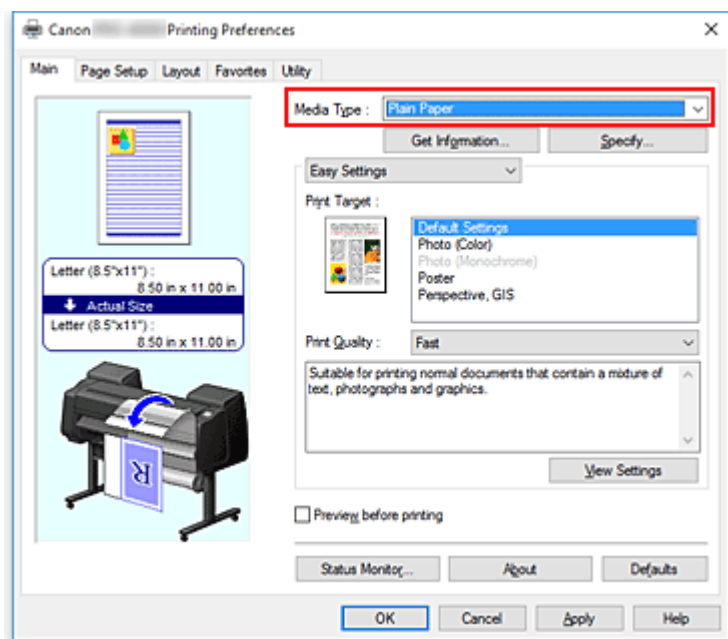 Canon Printing Preferences
Main Page Setup Layout Favorites Utility
Media Type : Plain Paper
Get Information... Specify...
Easy Settings
Print Target :
Default Settings
Photo (Color)
Photo (Monochrome)
Poster
Perspective, GIS
Letter (8.5"x11") :
8.50 in x 11.00 in
Actual Size
Letter (8.5"x11") :
8.50 in x 11.00 in
Print Quality : Fast
Suitable for printing normal documents that contain a mixture of
text, photographs and graphics.
R
View Settings
Preview before printing
Status Monitor... About Defaults
OK Cancel Apply Help